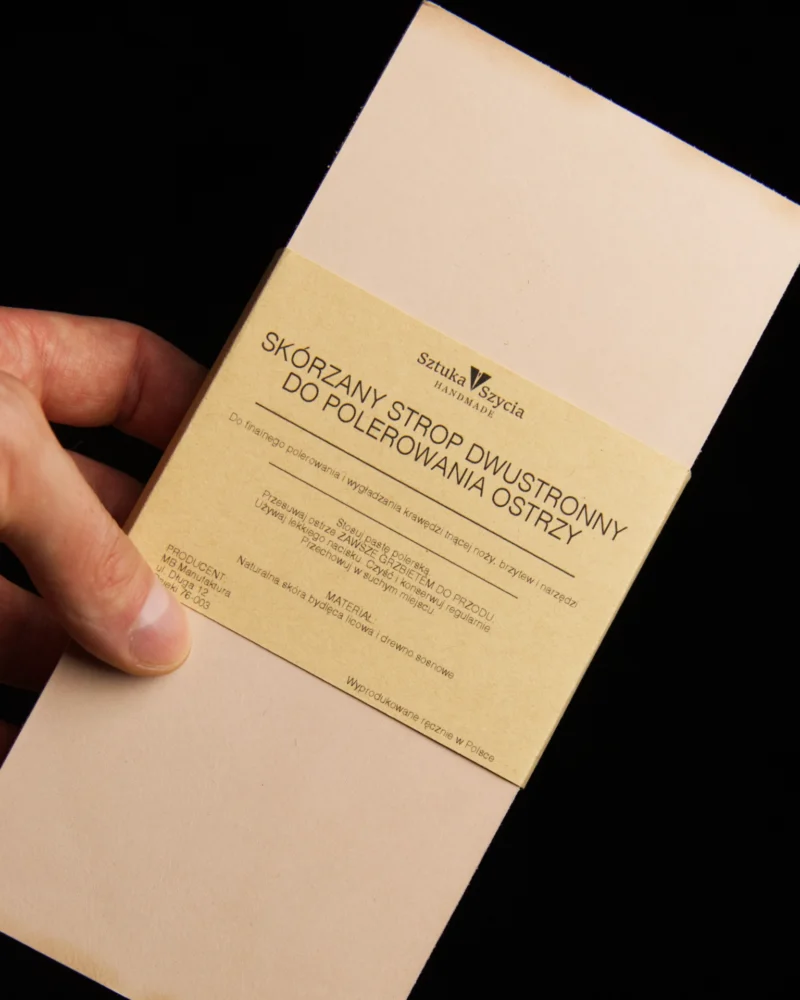 Sztuka Szycia
HANDMADE
SKÓRZANY STROP DWUSTRONNY
DO POLEROWANIA OSTRZY
Do finalnego polerowania i wygładzania krawędzi tnącej noży, brzytew i narzędzi
Stosuj pastę polerską.
Przesuwaj ostrze ZAWSZE GRZBIETEM DO PRZODU.
Używaj lekkiego nacisku. Czyść i konserwuj regularnie.
Przechowuj w suchym miejscu.
MATERIAŁ:
Naturalna skóra bydlęca licowa i drewno sosnowe
PRODUCENT:
MB Manufaktura
ul. Długa 12
76-003
Wyprodukowane ręcznie w Polsce